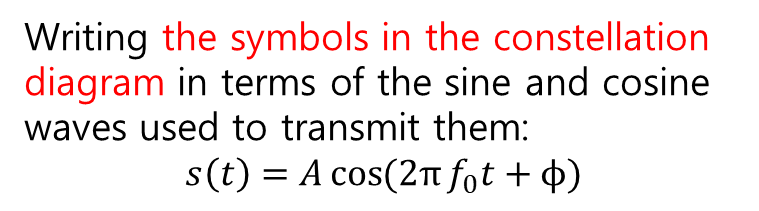 Writing the symbols in the constellation
diagram in terms of the sine and cosine
waves used to transmit them:
s(t) = A cos(2π f₀t + ϕ)